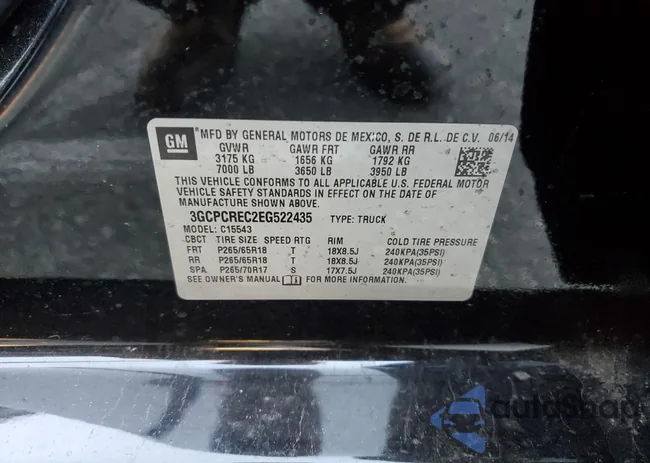 GM
MFD BY GENERAL MOTORS DE MEXICO, S. DE R.L. DE C.V. 06/14
GVWR GAWR FRT GAWR RR
3175 KG 1656 KG 1792 KG
7000 LB 3650 LB 3950 LB
THIS VEHICLE CONFORMS TO ALL APPLICABLE U.S. FEDERAL MOTOR
VEHICLE SAFETY STANDARDS IN EFFECT ON THE DATE OF
MANUFACTURE SHOWN ABOVE.
3GCPCREC2EG522435 TYPE: TRUCK
MODEL: C15543
CBCT TIRE SIZE SPEED RTG RIM COLD TIRE PRESSURE
FRT P265/65R18 T 18X8.5J 240KPA(35PSI)
RR P265/65R18 T 18X8.5J 240KPA(35PSI)
SPA P265/70R17 S 17X7.5J 240KPA(35PSI)
SEE OWNER'S MANUAL FOR MORE INFORMATION.
autoShop